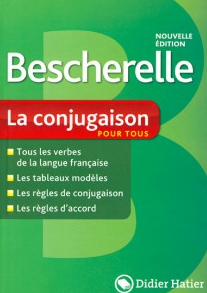 NOUVELLE
ÉDITION
Bescherelle
La conjugaison
POUR TOUS
Tous les verbes
de la langue française
Les tableaux modèles
Les règles de conjugaison
Les règles d'accord
Didier Hatier